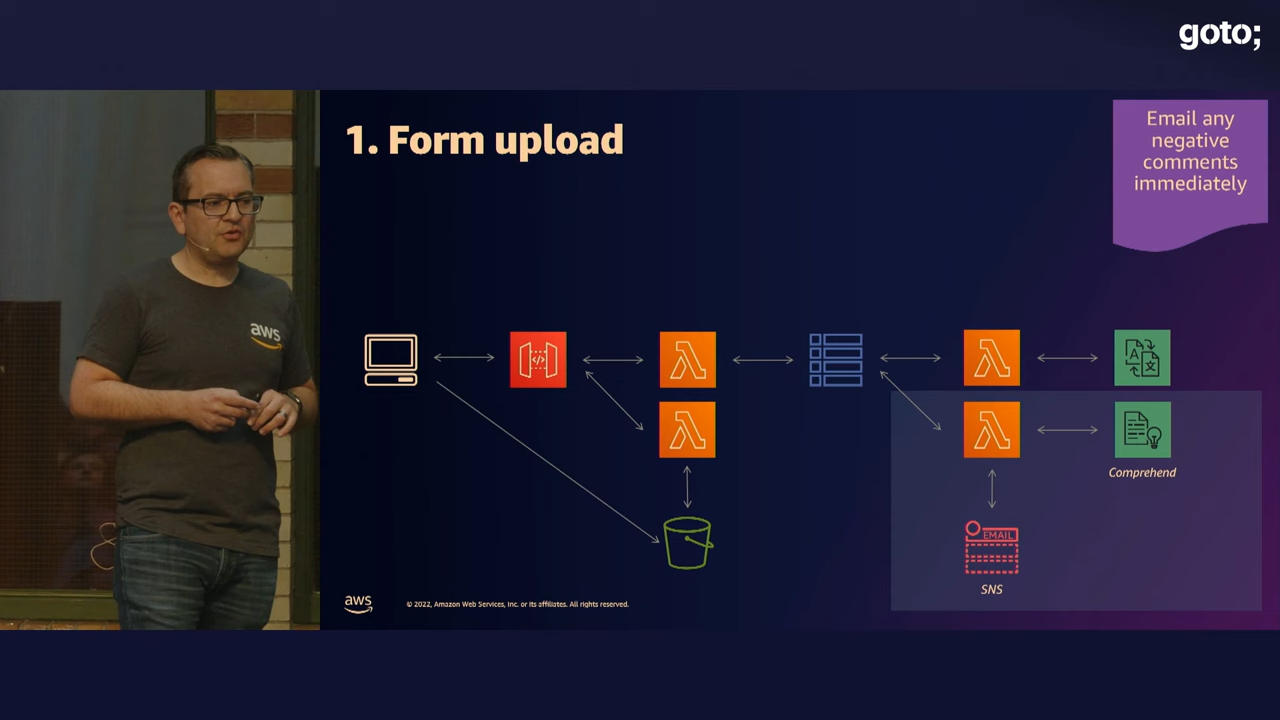 goto;
1. Form upload
Email any
negative
comments
immediately
aws
</>
A
文
Comprehend
EMAIL
SNS
aws
© 2022, Amazon Web Services, Inc. or its affiliates. All rights reserved.